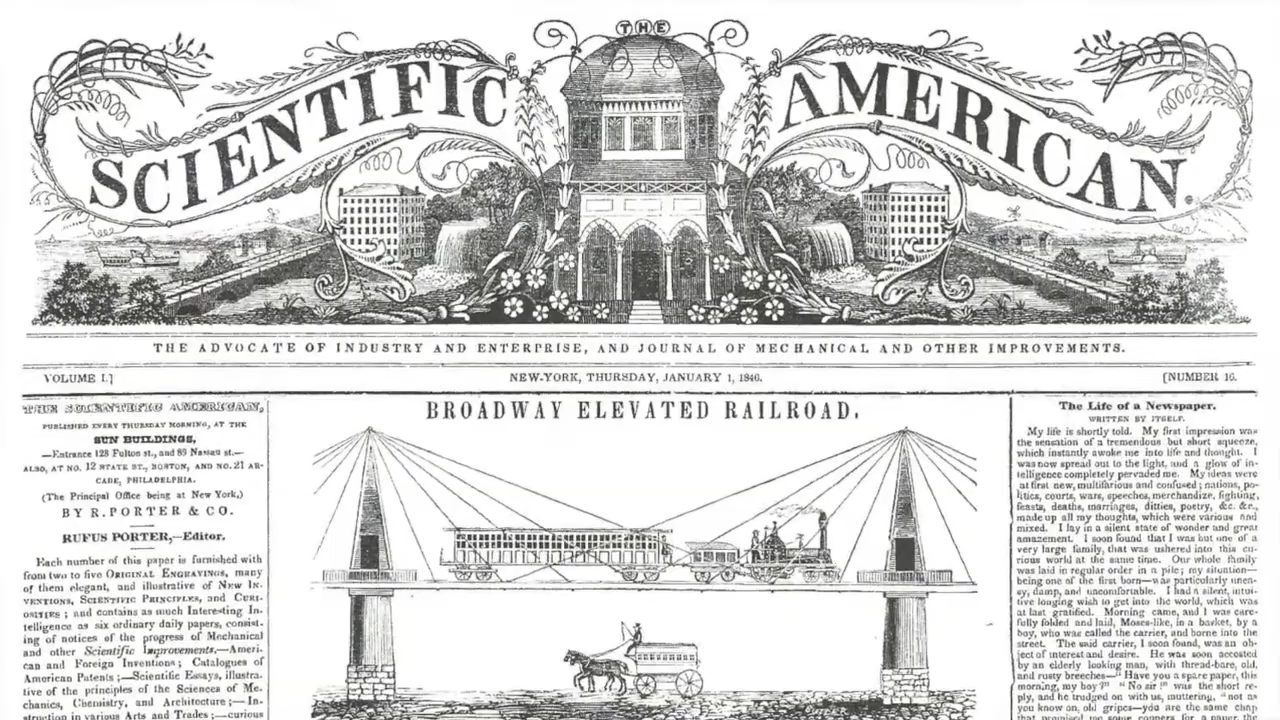 THE
SCIENTIFIC AMERICAN.
THE ADVOCATE OF INDUSTRY AND ENTERPRISE, AND JOURNAL OF MECHANICAL AND OTHER IMPROVEMENTS.
VOLUME I.]
NEW-YORK, THURSDAY, JANUARY 1, 1846.
[NUMBER 16.
THE SCIENTIFIC AMERICAN,
PUBLISHED EVERY THURSDAY MORNING, AT THE
SUN BUILDINGS,
—Entrance 128 Fulton st., and 89 Nassau st.—
ALSO, AT NO. 12 STATE ST., BOSTON, AND NO. 21 AR-
CADE, PHILADELPHIA.
(The Principal Office being at New York,)
BY R. PORTER & CO.
RUFUS PORTER,—Editor.
Each number of this paper is furnished with
from two to five ORIGINAL ENGRAVINGS, many
of them elegant, and illustrative of NEW IN-
VENTIONS, SCIENTIFIC PRINCIPLES, and CURI-
OSITIES ; and contains as much Interesting In-
telligence as six ordinary daily papers, consist-
ing of notices of the progress of Mechanical
and other Scientific Improvements,—Ameri-
can and Foreign Inventions ; Catalogues of
American Patents ;—Scientific Essays, illustra-
tive of the principles of the Sciences of Me-
chanics, Chemistry, and Architecture ;—In-
struction in various Arts and Trades ;—curious
BROADWAY ELEVATED RAILROAD.
The Life of a Newspaper.
WRITTEN BY ITSELF.
My life is shortly told. My first impression was
the sensation of a tremendous but short squeeze,
which instantly awoke me into life and thought. I
was now spread out to the light, and a glow of in-
telligence completely pervaded me. My ideas were
at first new, multifarious and confused ; nations, po-
litics, courts, wars, speeches, merchandize, fighting,
feasts, deaths, marriages, ditties, poetry, &c. &c.,
made up all my thoughts, which were various and
mixed. I lay in a silent state of wonder and great
amazement. I soon found that I was but one of a
very large family, that was ushered into this cu-
rious world at the same time. Our whole family
was laid in regular order in a pile ; my situation—
being one of the first born—was particularly unea-
sy, damp, and uncomfortable. I had a silent, intui-
tive longing wish to get into the world, which was
at last gratified. Morning came, and I was care-
fully folded and laid, Moses-like, in a basket, by a
boy, who was called the carrier, and borne into the
street. The said carrier, I soon found, was an ob-
ject of interest and desire. He was soon accosted
by an elderly looking man, with thread-bare, old,
and rusty breeches—“ Have you a spare paper, this
morning, my boy ?” “ No sir !” was the short re-
ply, and he trudged on with us, muttering, “ not as
you know on, old gripes—you are the same chap
that promised me some coppers for a paper the